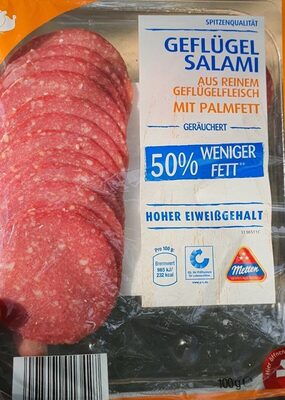 SPITZENQUALITÄT
GEFLÜGEL
SALAMI
AUS REINEM
GEFLÜGELFLEISCH
MIT PALMFETT
GERÄUCHERT
50% WENIGER
FETT**
HOHER EIWEIßGEHALT
Pro 100 g
Brennwert
965 kJ/
232 kcal
Metten
100g